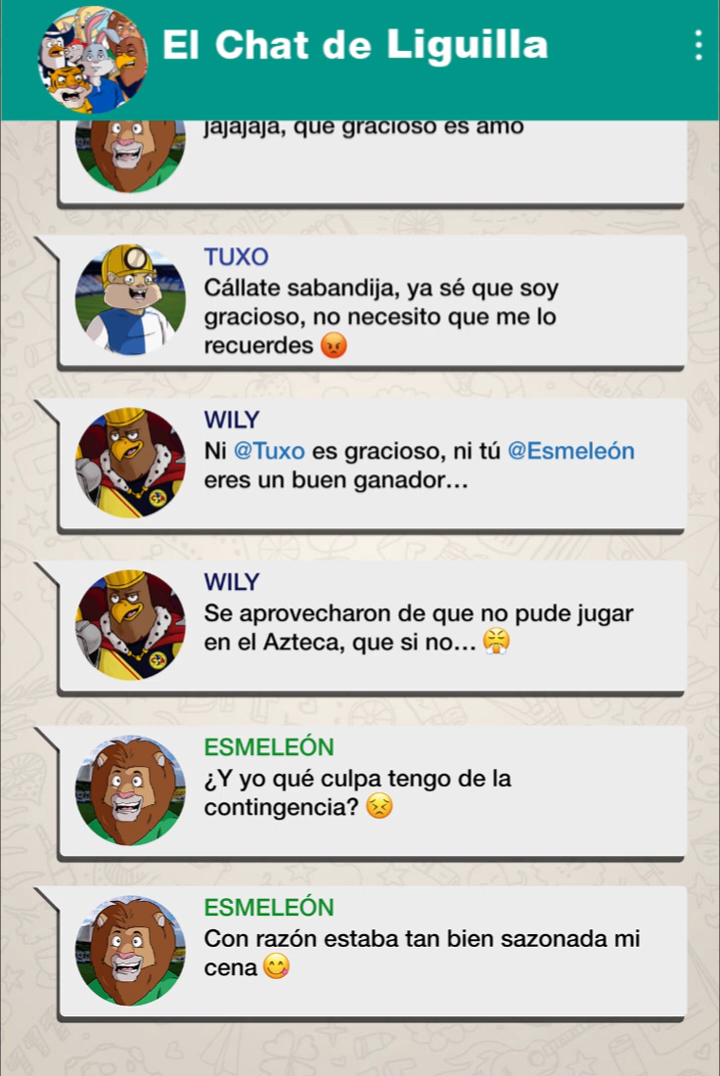 El Chat de Liguilla
jajajaja, que gracioso es amo
TUXO
Cállate sabandija, ya sé que soy
gracioso, no necesito que me lo
recuerdes 😡
WILY
Ni @Tuxo es gracioso, ni tú @Esmeleón
eres un buen ganador...
WILY
Se aprovecharon de que no pude jugar
en el Azteca, que si no... 😤
ESMELEÓN
¿Y yo qué culpa tengo de la
contingencia? 😣
ESMELEÓN
Con razón estaba tan bien sazonada mi
cena 😋